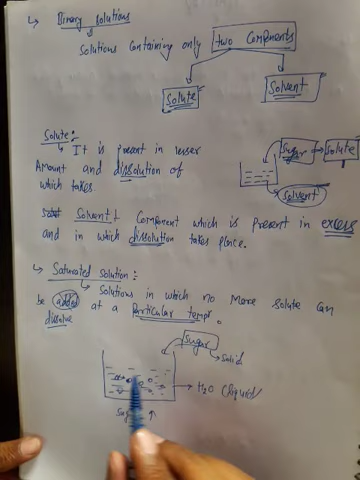 ↳ Binary solutions
↳ Solutions containing only two components
Solute
Solvent
Solute:
↳ It is present in lesser
Amount and dissolution of
which takes.
Sugar → Solute
Solvent
Solvent: Component which is present in excess
and in which dissolution takes place.
↳ Saturated solution:
↳ Solutions in which no more solute can
be added at a particular tempr.
dissolve
Sugar
→ Solid
→ H2O (liquid)